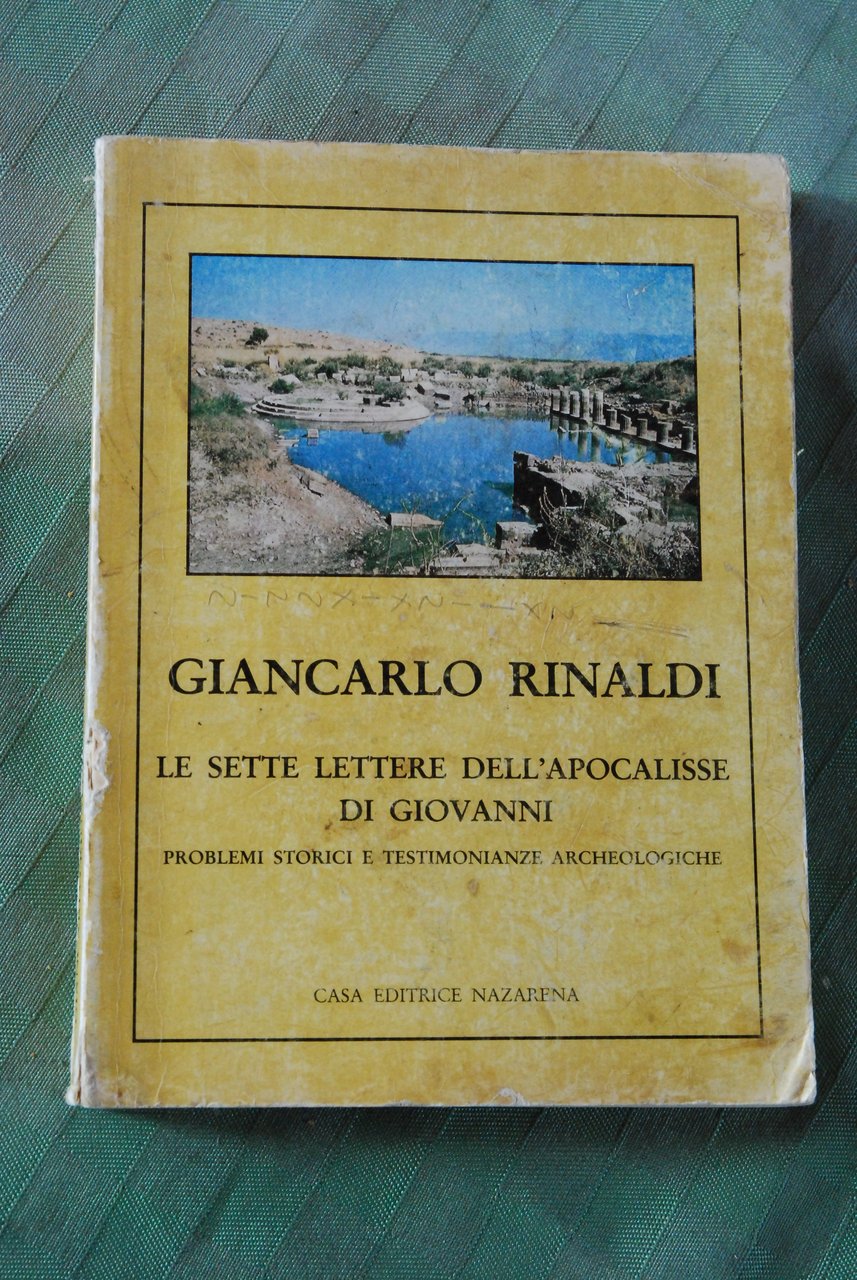 GIANCARLO RINALDI
LE SETTE LETTERE DELL'APOCALISSE
DI GIOVANNI
PROBLEMI STORICI E TESTIMONIANZE ARCHEOLOGICHE
CASA EDITRICE NAZARENA